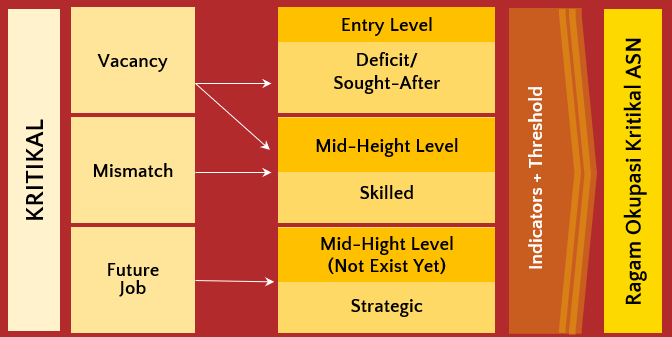 KRITIKAL
Vacancy
Mismatch
Future
Job
Entry Level
Deficit/
Sought-After
Mid-Height Level
Skilled
Mid-Hight Level
(Not Exist Yet)
Strategic
Indicators + Threshold
Ragam Okupasi Kritikal ASN